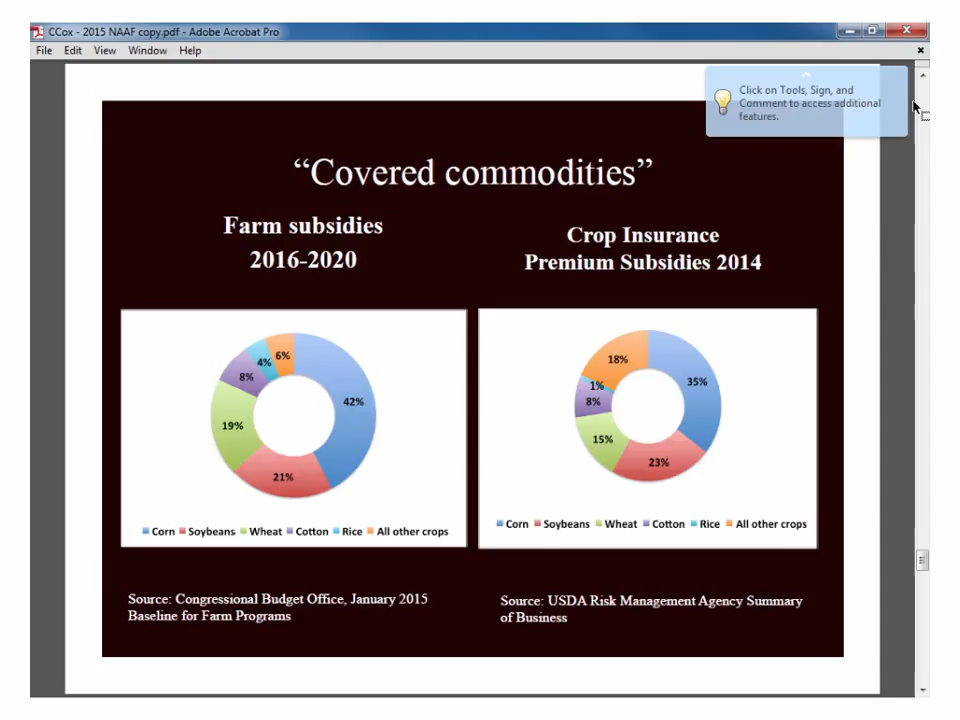 CCox - 2015 NAAF copy.pdf - Adobe Acrobat Pro
File Edit View Window Help
Click on Tools, Sign, and
Comment to access additional
features.
“Covered commodities”
Farm subsidies
2016-2020
Crop Insurance
Premium Subsidies 2014
6%
4%
8%
42%
19%
21%
Corn Soybeans Wheat Cotton Rice All other crops
18%
1%
8%
35%
15%
23%
Corn Soybeans Wheat Cotton Rice All other crops
Source: Congressional Budget Office, January 2015
Baseline for Farm Programs
Source: USDA Risk Management Agency Summary
of Business